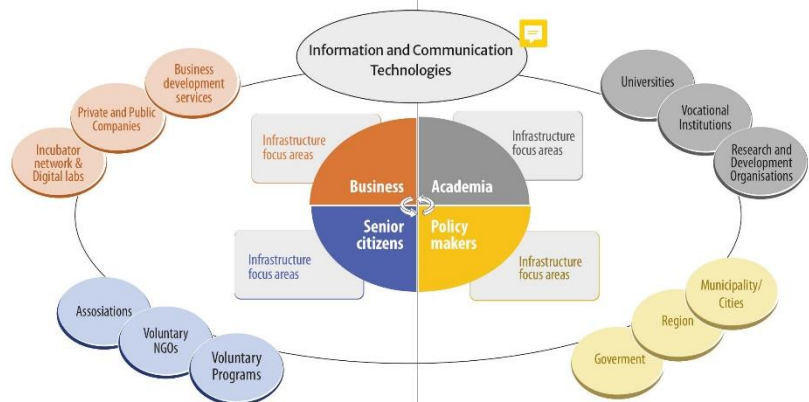 Information and Communication
Technologies
Business
development
services
Private and Public
Companies
Incubator
network &
Digital labs
Universities
Vocational
Institutions
Research and
Development
Organisations
Infrastructure
focus areas
Infrastructure
focus areas
Business
Academia
Senior
citizens
Policy
makers
Infrastructure
focus areas
Infrastructure
focus areas
Assosiations
Voluntary
NGOs
Voluntary
Programs
Municipality/
Cities
Region
Goverment